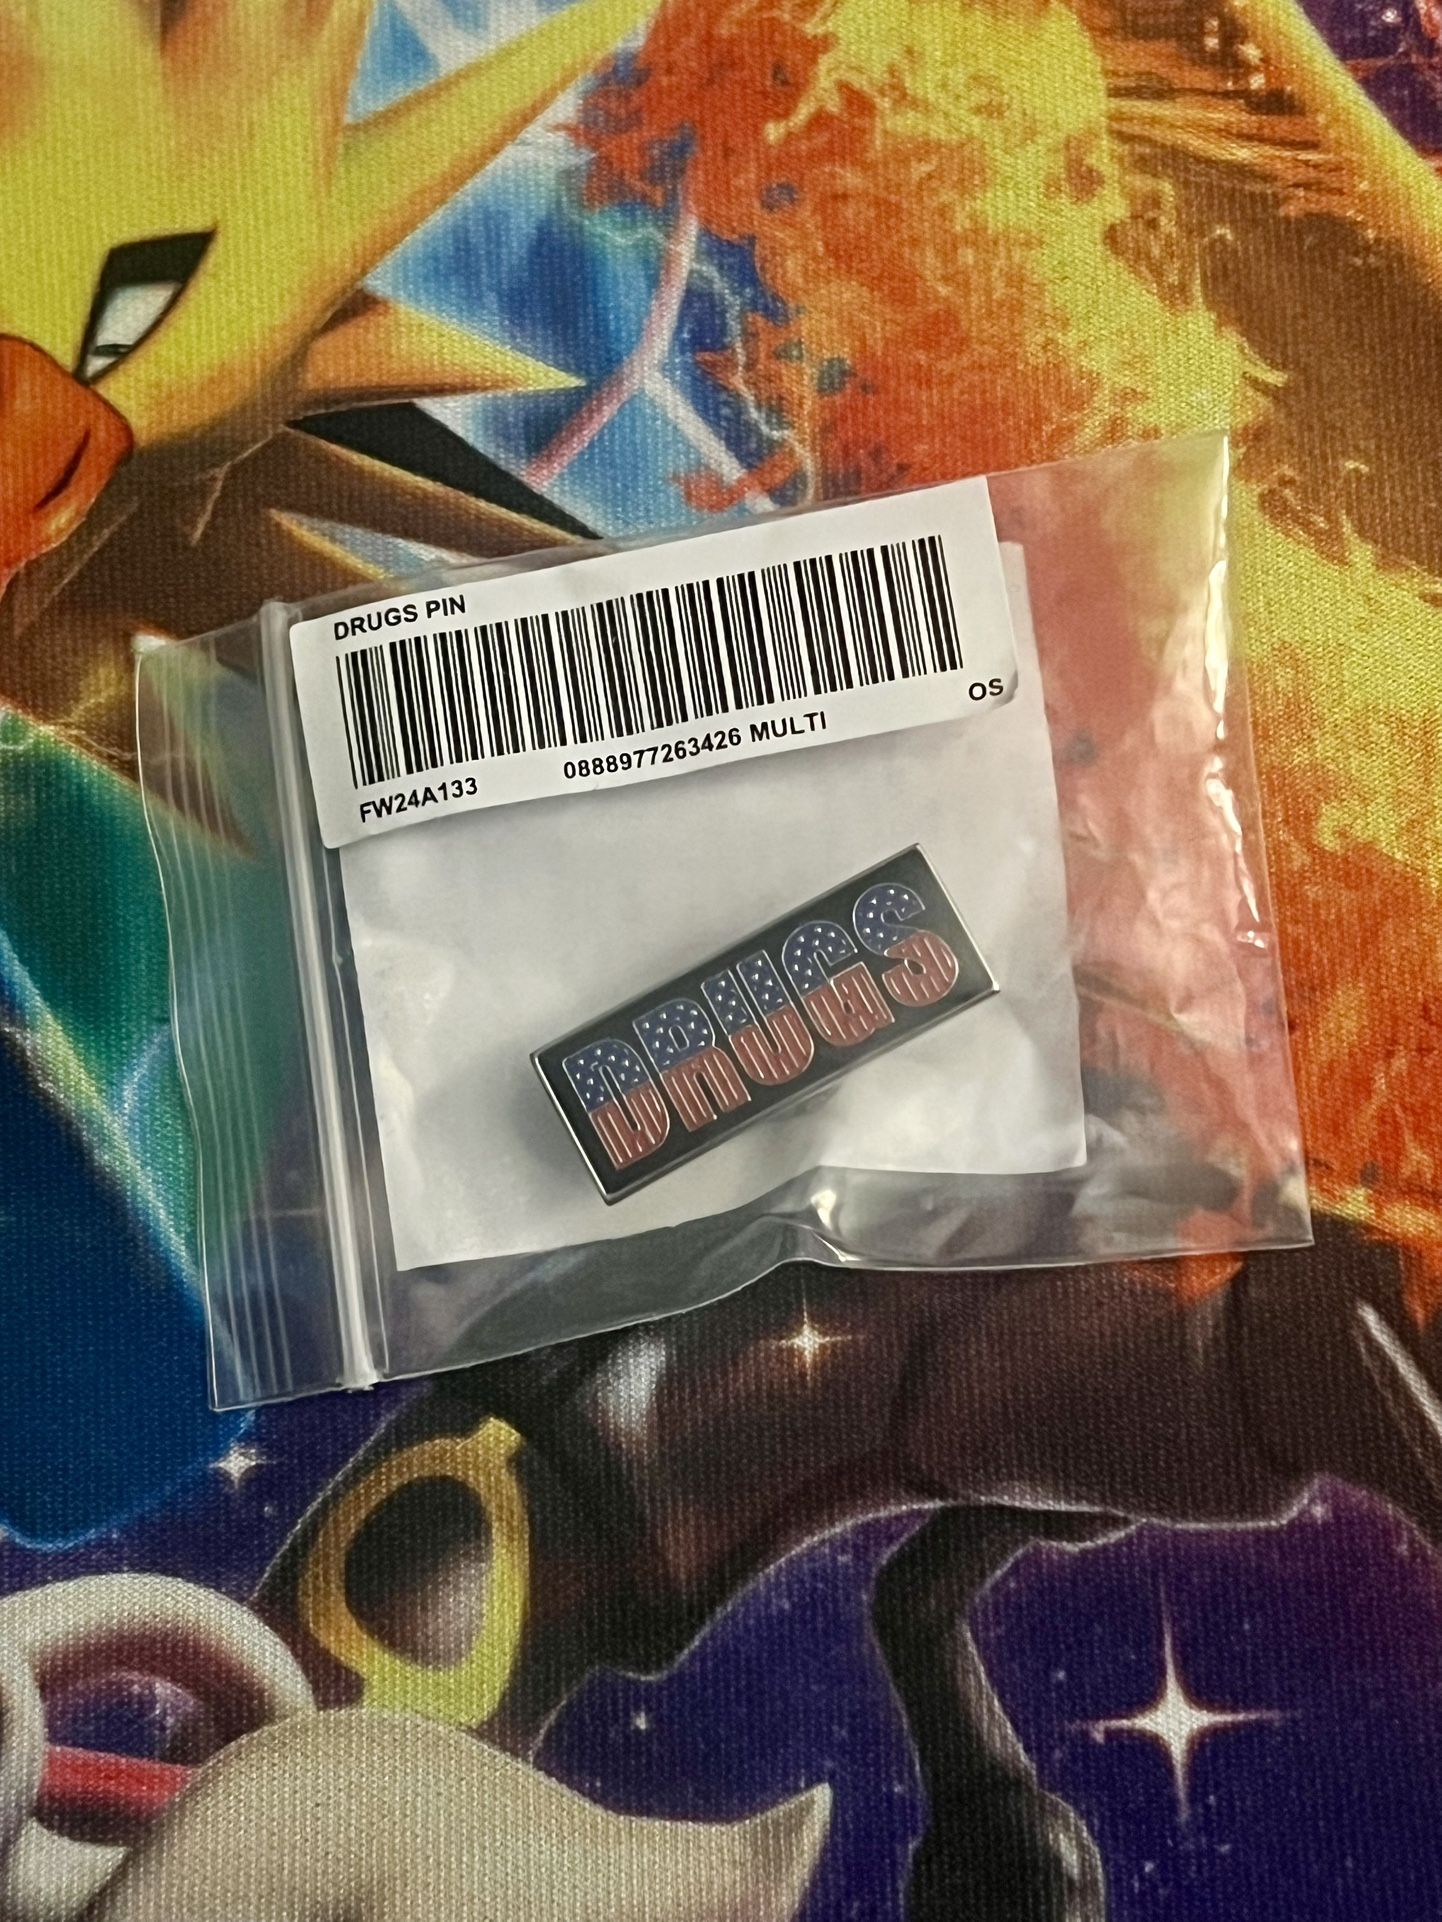 DRUGS PIN
OS
FW24A133 0888977263426 MULTI
DRUGS